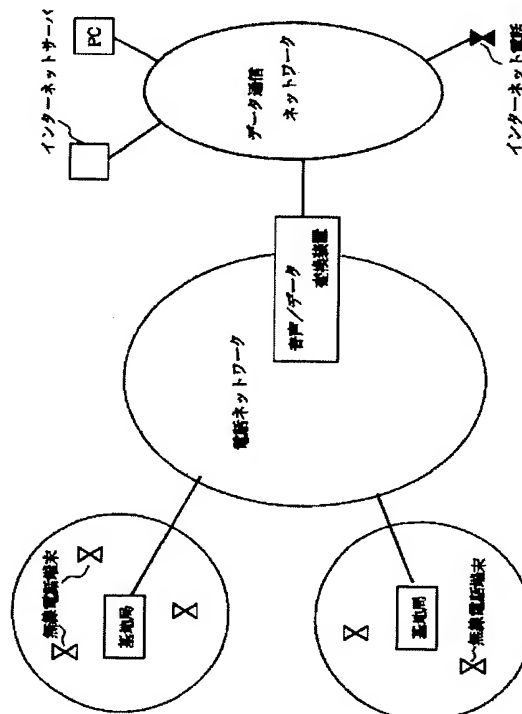 インターネットサーバ
PC
データ通信
ネットワーク
インターネット電話
音声／データ
変換装置
電話ネットワーク
無線電話端末
基地局
基地局
無線電話端末